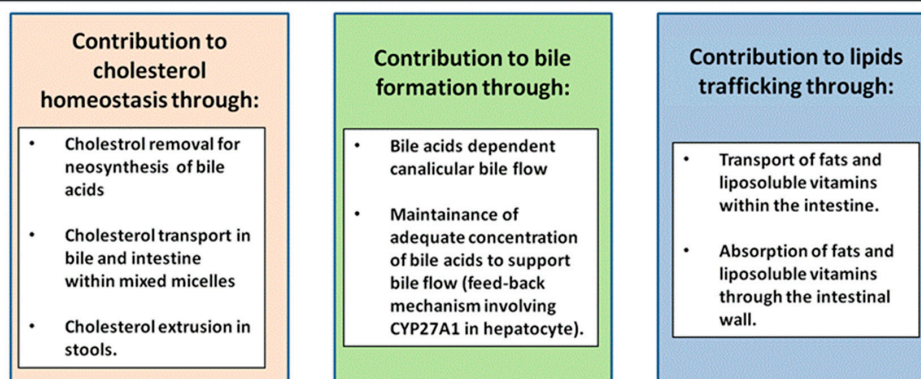 Contribution to
cholesterol
homeostasis through:
• Cholestrol removal for
neosynthesis of bile
acids
• Cholesterol transport in
bile and intestine
within mixed micelles
• Cholesterol extrusion in
stools.
Contribution to bile
formation through:
• Bile acids dependent
canalicular bile flow
• Maintainance of
adequate concentration
of bile acids to support
bile flow (feed-back
mechanism involving
CYP27A1 in hepatocyte).
Contribution to lipids
trafficking through:
• Transport of fats and
liposoluble vitamins
within the intestine.
• Absorption of fats and
liposoluble vitamins
through the intestinal
wall.